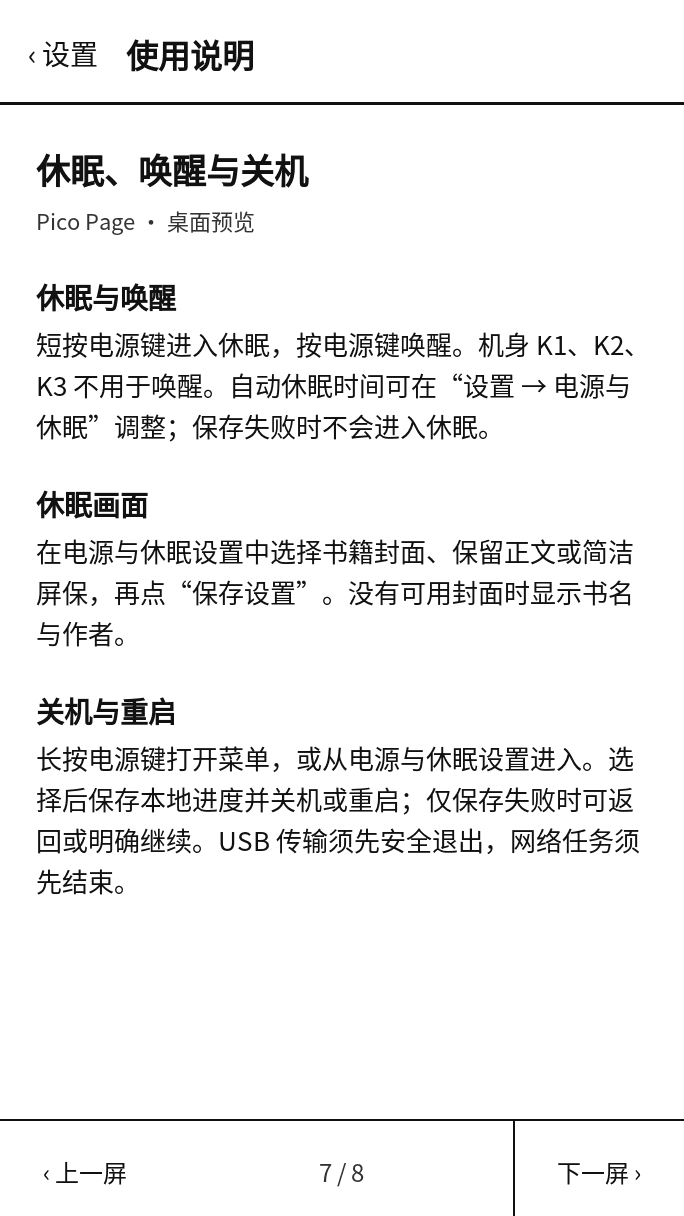 ‹ 设置 使用说明
休眠、唤醒与关机
Pico Page · 桌面预览
休眠与唤醒
短按电源键进入休眠，按电源键唤醒。机身 K1、K2、
K3 不用于唤醒。自动休眠时间可在“设置 → 电源与
休眠”调整；保存失败时不会进入休眠。
休眠画面
在电源与休眠设置中选择书籍封面、保留正文或简洁
屏保，再点“保存设置”。没有可用封面时显示书名
与作者。
关机与重启
长按电源键打开菜单，或从电源与休眠设置进入。选
择后保存本地进度并关机或重启；仅保存失败时可返
回或明确继续。USB 传输须先安全退出，网络任务须
先结束。
‹ 上一屏 7 / 8 下一屏 ›